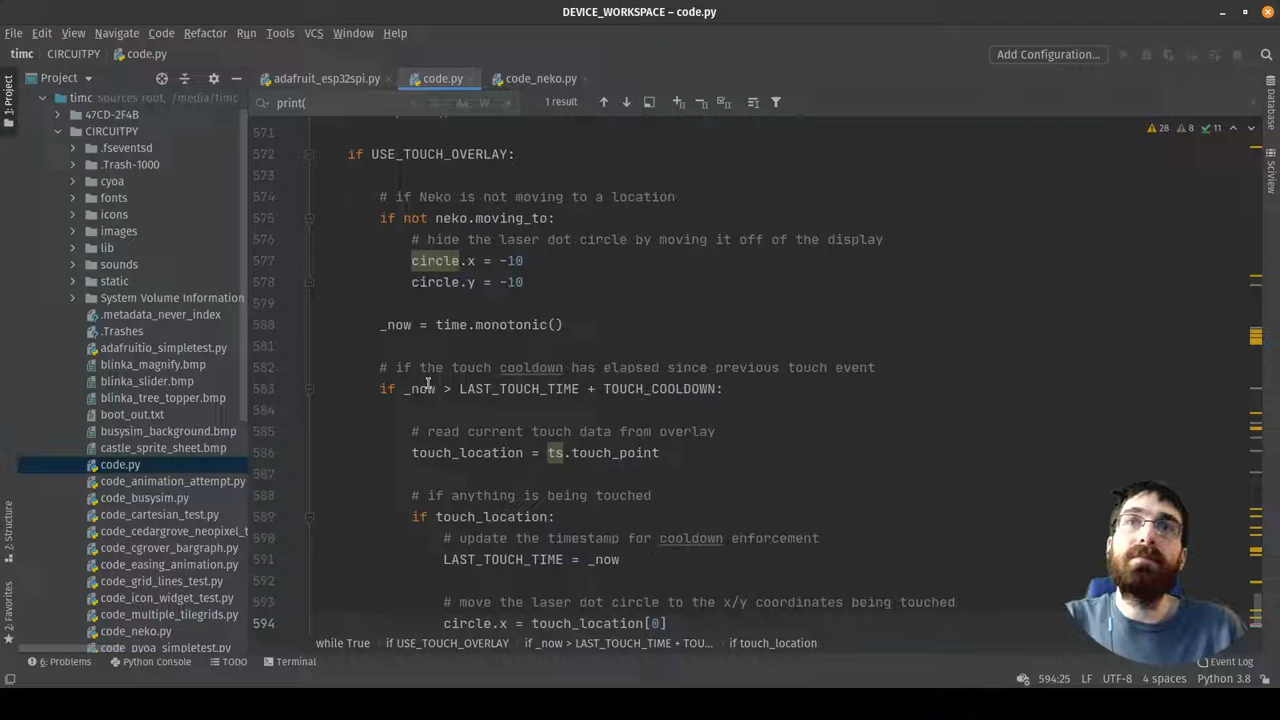 DEVICE_WORKSPACE – code.py
File Edit View Navigate Code Refactor Run Tools VCS Window Help
timc CIRCUITPY code.py
Add Configuration...
1: Project
Project
adafruit_esp32spi.py
code.py
code_neko.py
timc sources root, /media/timc
47CD-2F4B
CIRCUITPY
.fseventsd
.Trash-1000
cyoa
fonts
icons
images
lib
sounds
static
System Volume Information
.metadata_never_index
.Trashes
adafruitio_simpletest.py
blinka_magnify.bmp
blinka_slider.bmp
blinka_tree_topper.bmp
boot_out.txt
busysim_background.bmp
castle_sprite_sheet.bmp
code.py
code_animation_attempt.py
code_busysim.py
code_cartesian_test.py
code_cedargrove_neopixel_t
code_cgrover_bargraph.py
code_easing_animation.py
code_grid_lines_test.py
code_icon_widget_test.py
code_multiple_tilegrids.py
code_neko.py
code_pyoa_simpletest.py
print(
Aa W
1 result
28 8 11
571
572 if USE_TOUCH_OVERLAY:
573
574 # if Neko is not moving to a location
575 if not neko.moving_to:
576 # hide the laser dot circle by moving it off of the display
577 circle.x = -10
578 circle.y = -10
579
580 _now = time.monotonic()
581
582 # if the touch cooldown has elapsed since previous touch event
583 if _now > LAST_TOUCH_TIME + TOUCH_COOLDOWN:
584
585 # read current touch data from overlay
586 touch_location = ts.touch_point
587
588 # if anything is being touched
589 if touch_location:
590 # update the timestamp for cooldown enforcement
591 LAST_TOUCH_TIME = _now
592
593 # move the laser dot circle to the x/y coordinates being touched
594 circle.x = touch_location[0]
while True if USE_TOUCH_OVERLAY if _now > LAST_TOUCH_TIME + TOU... if touch_location
Database
SciView
7: Structure
2: Favorites
6: Problems Python Console TODO Terminal
Event Log
594:25 LF UTF-8 4 spaces Python 3.8